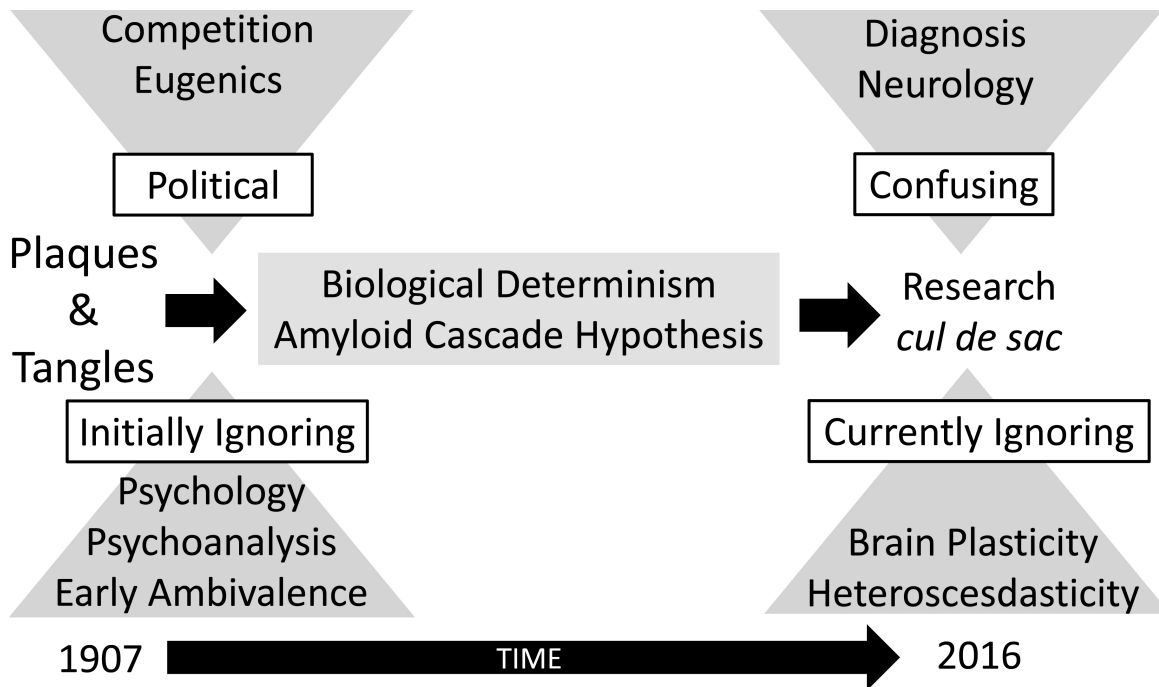 Competition
Eugenics
Political
Plaques
&
Tangles
Initially Ignoring
Psychology
Psychoanalysis
Early Ambivalence
Biological Determinism
Amyloid Cascade Hypothesis
Diagnosis
Neurology
Confusing
Research
cul de sac
Currently Ignoring
Brain Plasticity
Heteroscesdasticity
1907
TIME
2016